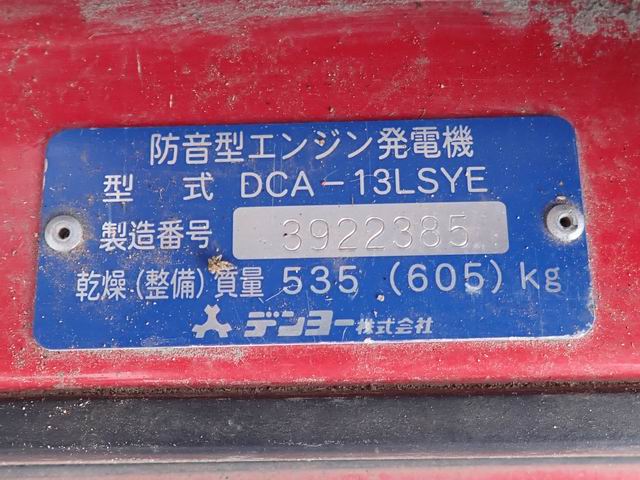 防音型エンジン発電機
型式 DCA-13LSYE
製造番号 3922385
乾燥(整備)質量 535 (605) kg
デンヨー株式会社